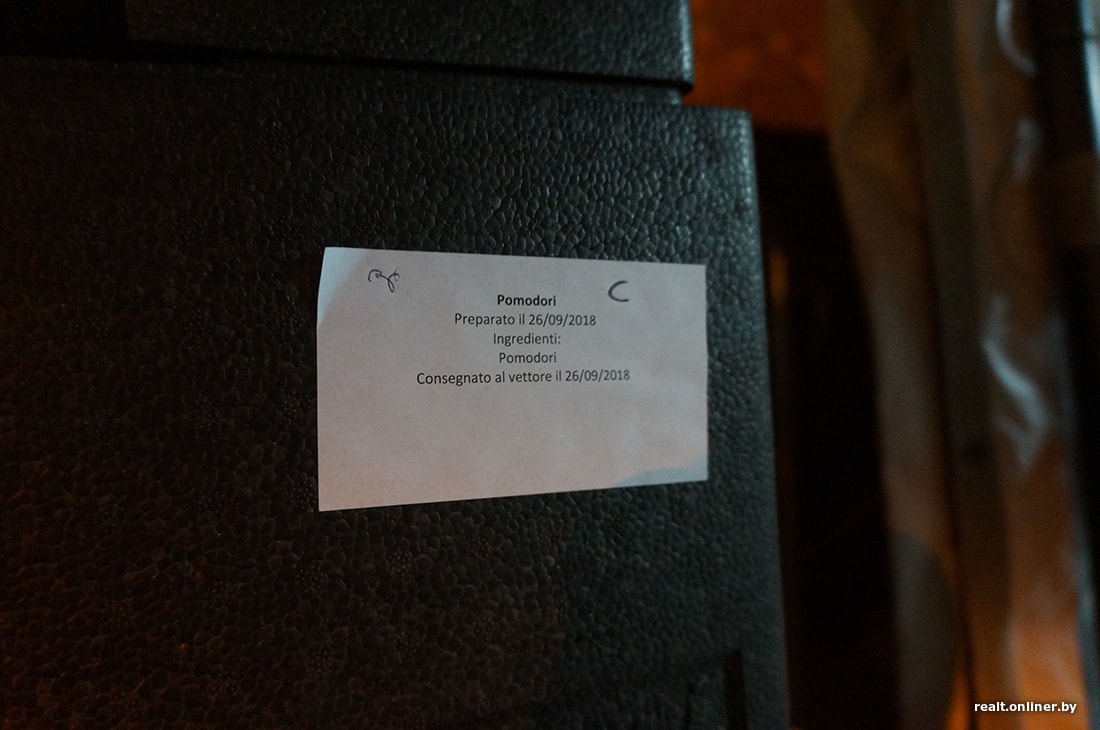 C
Pomodori
Preparato il 26/09/2018
Ingredienti:
Pomodori
Consegnato al vettore il 26/09/2018
realt.onliner.by